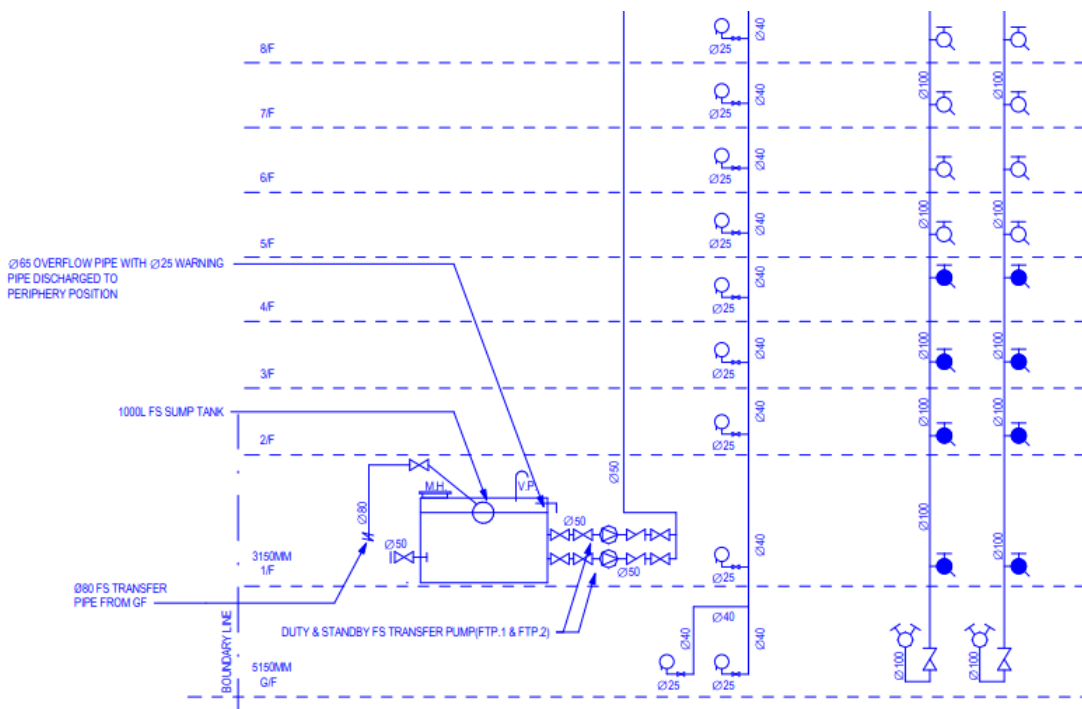 Ø40
Ø25
8/F
Ø40
Ø100
Ø100
Ø25
7/F
Ø40
Ø25
6/F
Ø40
Ø100
Ø100
Ø25
5/F
Ø65 OVERFLOW PIPE WITH Ø25 WARNING
PIPE DISCHARGED TO
PERIPHERY POSITION
Ø40
Ø25
4/F
Ø40
Ø100
Ø100
Ø25
3/F
1000L FS SUMP TANK
Ø40
Ø100
Ø100
Ø25
2/F
Ø50
M.H.
V.P
Ø80
Ø50
Ø50
Ø50
Ø100
Ø100
Ø40
Ø25
3150MM
1/F
Ø80 FS TRANSFER
PIPE FROM GF
DUTY & STANDBY FS TRANSFER PUMP(FTP.1 & FTP.2)
Ø40
Ø40
Ø40
Ø100
Ø100
BOUNDARY LINE
5150MM
G/F
Ø25
Ø25